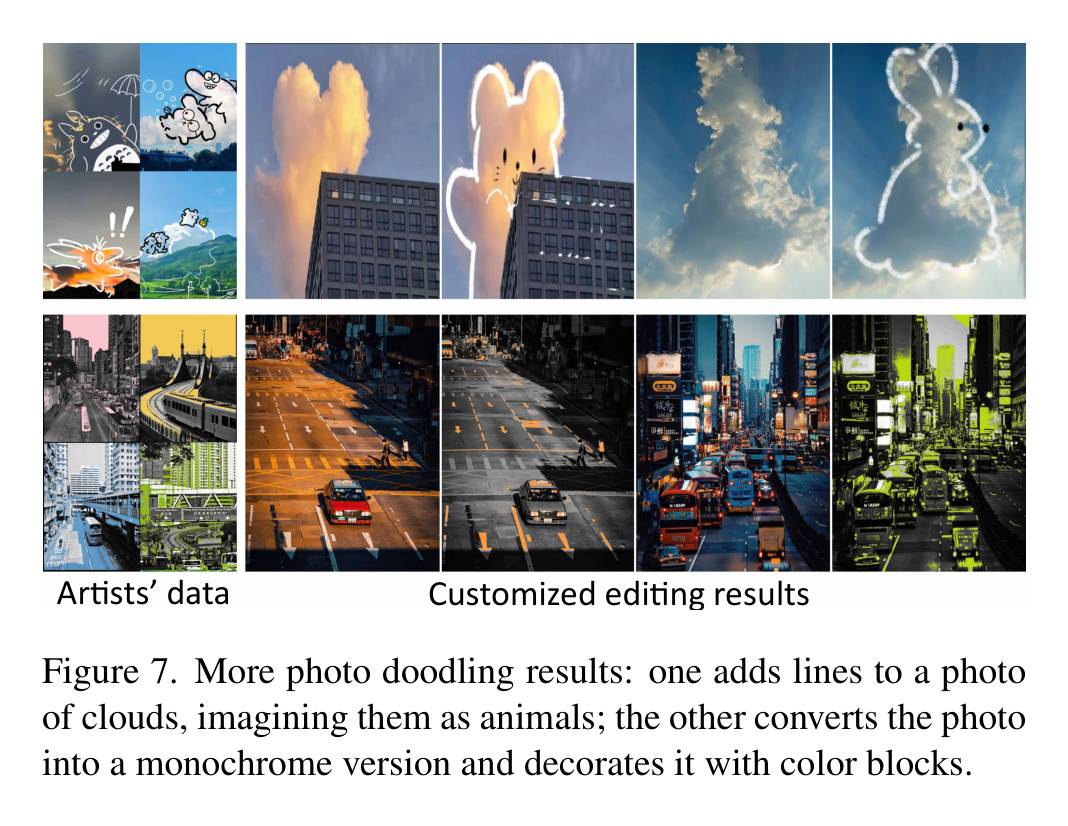 Artists' data
Customized editing results
Figure 7. More photo doodling results: one adds lines to a photo
of clouds, imagining them as animals; the other converts the photo
into a monochrome version and decorates it with color blocks.